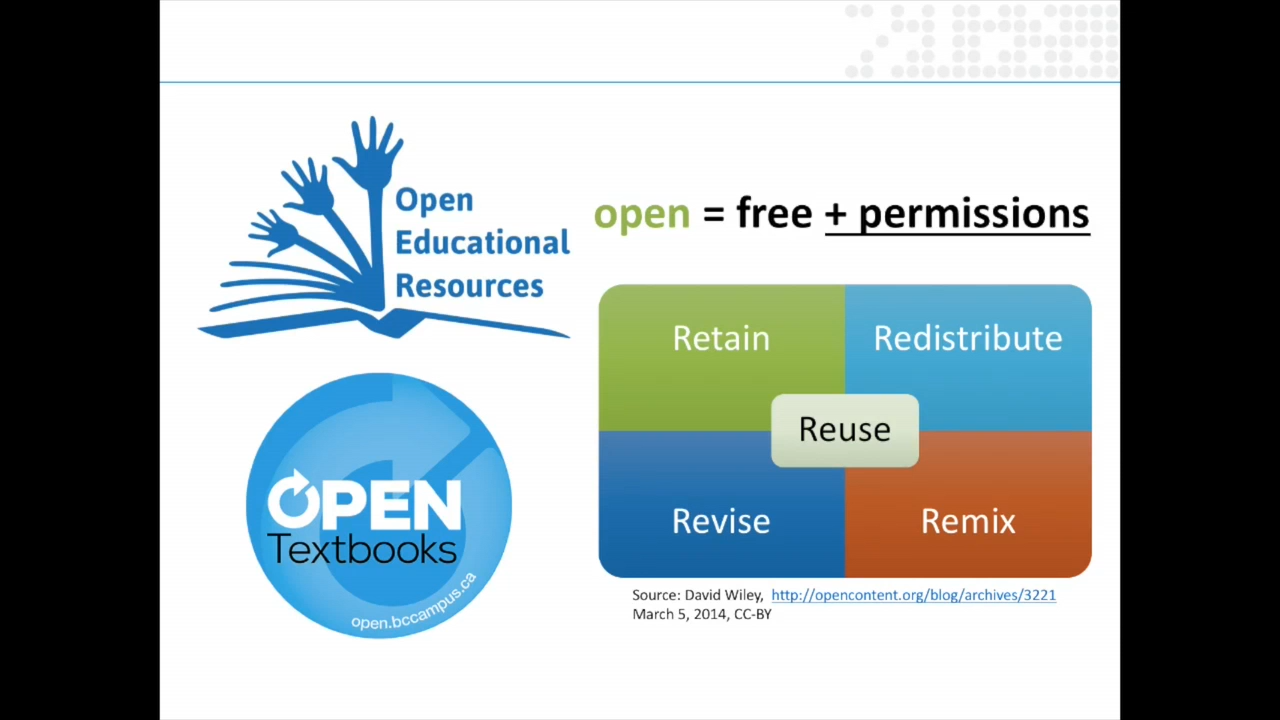 Open
Educational
Resources
open = free + permissions
Retain
Redistribute
Reuse
Revise
Remix
OPEN
Textbooks
open.bccampus.ca
Source: David Wiley, http://opencontent.org/blog/archives/3221
March 5, 2014, CC-BY